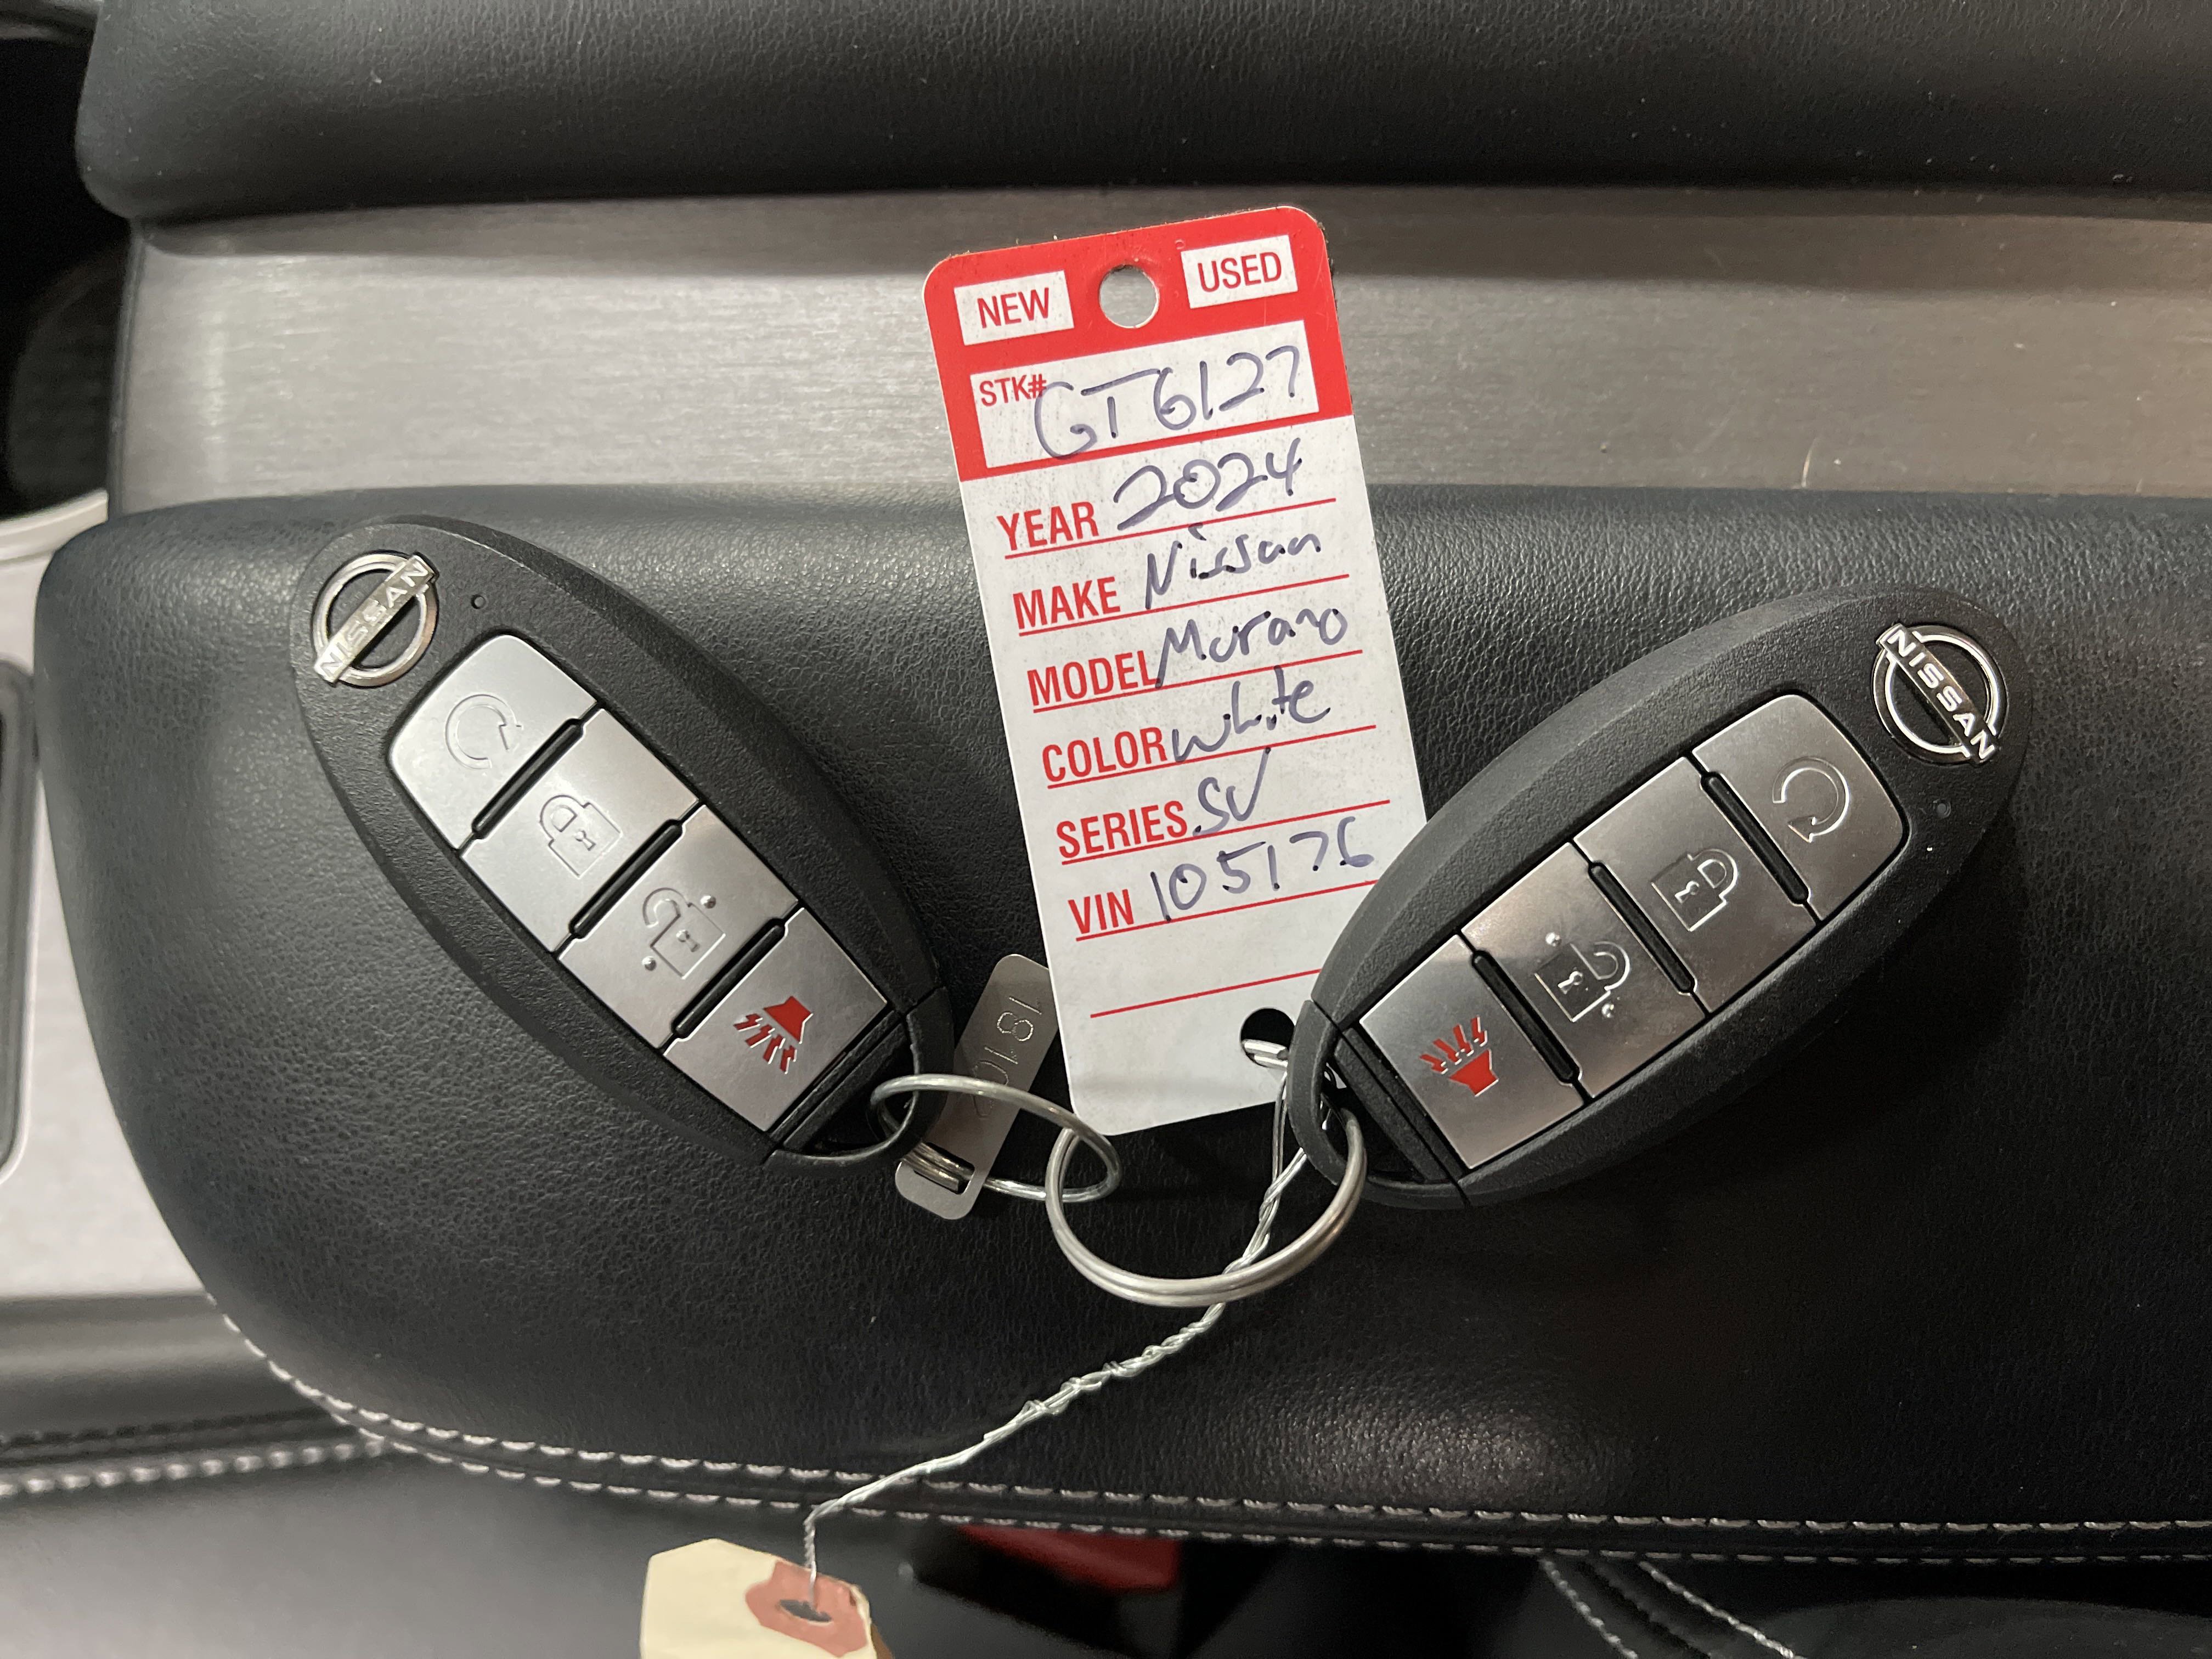 NEW USED
STK# GT6127
YEAR 2024
MAKE Nissan
MODEL Murano
COLOR white
SERIES SV
VIN 105176
NISSAN
NISSAN